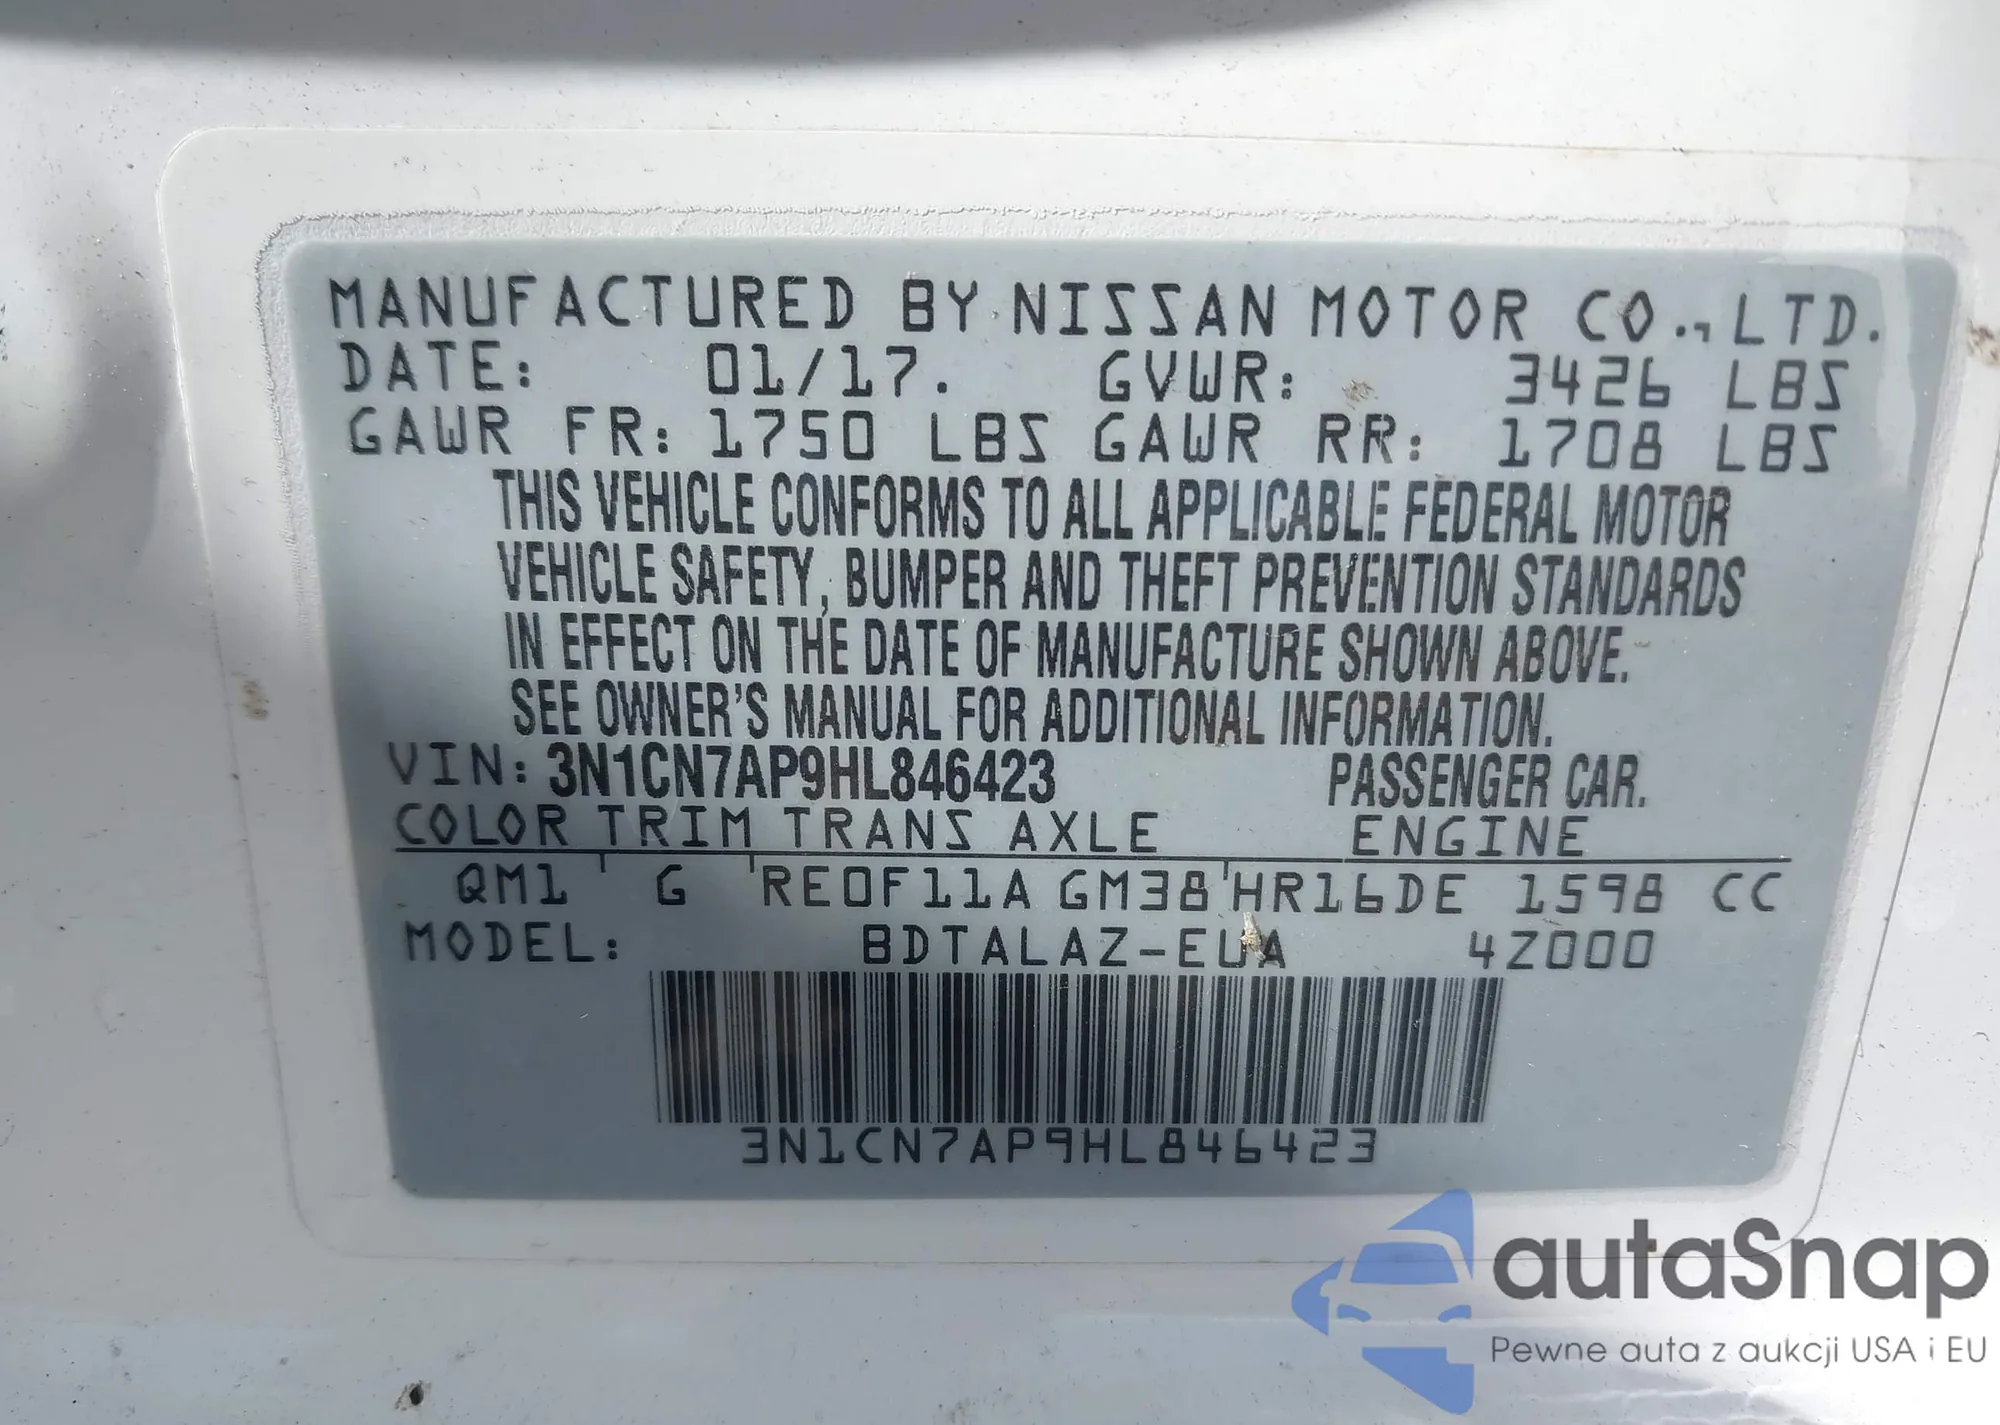 MANUFACTURED BY NISSAN MOTOR CO., LTD.
DATE: 01/17. GVWR: 3426 LBS
GAWR FR: 1750 LBS GAWR RR: 1708 LBS
THIS VEHICLE CONFORMS TO ALL APPLICABLE FEDERAL MOTOR
VEHICLE SAFETY, BUMPER AND THEFT PREVENTION STANDARDS
IN EFFECT ON THE DATE OF MANUFACTURE SHOWN ABOVE.
SEE OWNER'S MANUAL FOR ADDITIONAL INFORMATION.
VIN: 3N1CN7AP9HL846423 PASSENGER CAR.
COLOR TRIM TRANS AXLE ENGINE
QM1 G RE0F11A GM38 HR16DE 1598 CC
MODEL: BDTALAZ-EUA 4Z000
3N1CN7AP9HL846423
autaSnap
Pewne auta z aukcji USA i EU